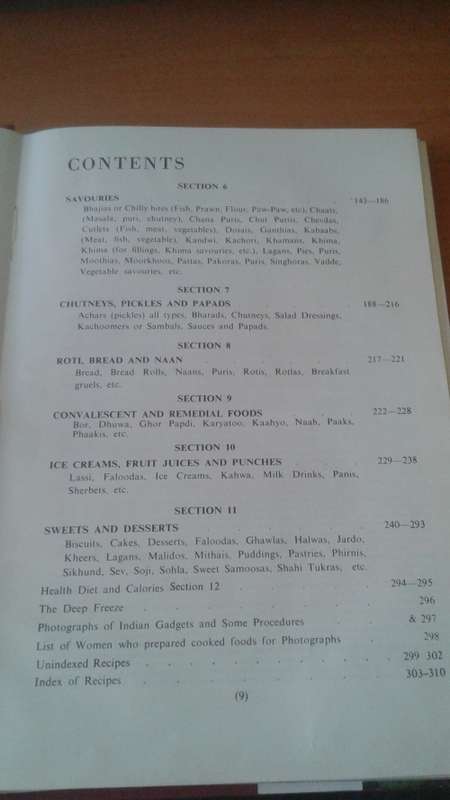 CONTENTS
SECTION 6
SAVOURIES . 143—186
Bhajias or Chilly bites (Fish, Prawn, Flour, Paw-Paw, etc), Chaats,
(Masala, puri, chutney), Chana Puris, Chut Puttis, Chevdas,
Cutlets (Fish, meat, vegetables), Dorais, Ganthias, Kabaabs,
(Meat, fish, vegetable), Kandwi, Kachori, Khamans, Khima,
Khima (for fillings, Khima savouries, etc.), Lagans, Pies, Puris,
Moothias, Moorkhoos, Pattas, Pakoras, Puris, Singhoras, Vaide,
Vegetable savouries, etc.
SECTION 7
CHUTNEYS, PICKLES AND PAPADS . . . . 188—216
Achars (pickles) all types, Bharads, Chutneys, Salad Dressings,
Kachoomers or Sambals, Sauces and Papads.
SECTION 8
ROTI, BREAD AND NAAN . . . . . . 217—221
Bread, Bread Rolls, Naans, Puris, Rotis, Rotlas, Breakfast
gruels, etc.
SECTION 9
CONVALESCENT AND REMEDIAL FOODS . . . . 222—228
Bor, Dhuwa, Ghor Papdi, Karyatoo, Kaahyo, Naah, Paaks,
Phaakis, etc.
SECTION 10
ICE CREAMS, FRUIT JUICES AND PUNCHES . . . . 229—238
Lassi, Faloodas, Ice Creams, Kahwa, Milk Drinks, Panis,
Sherbets, etc.
SECTION 11
SWEETS AND DESSERTS . . . . . . 240—293
Biscuits, Cakes, Desserts, Faloodas, Ghawlas, Halwas, Jardo,
Kheers, Lagans, Malidos, Mithais, Puddings, Pastries, Phirnis,
Sikhund, Sev, Soji, Sohla, Sweet Samoosas, Shahi Tukras, etc.
Health Diet and Calories Section 12 . . . . . 294—295
The Deep Freeze . . . . . . . 296
Photographs of Indian Gadgets and Some Procedures . . & 297
List of Women who prepared cooked foods for Photographs . 298
Unindexed Recipes . . . . . . . . . . 299 302
Index of Recipes . . . . . . . 303–310
(9)